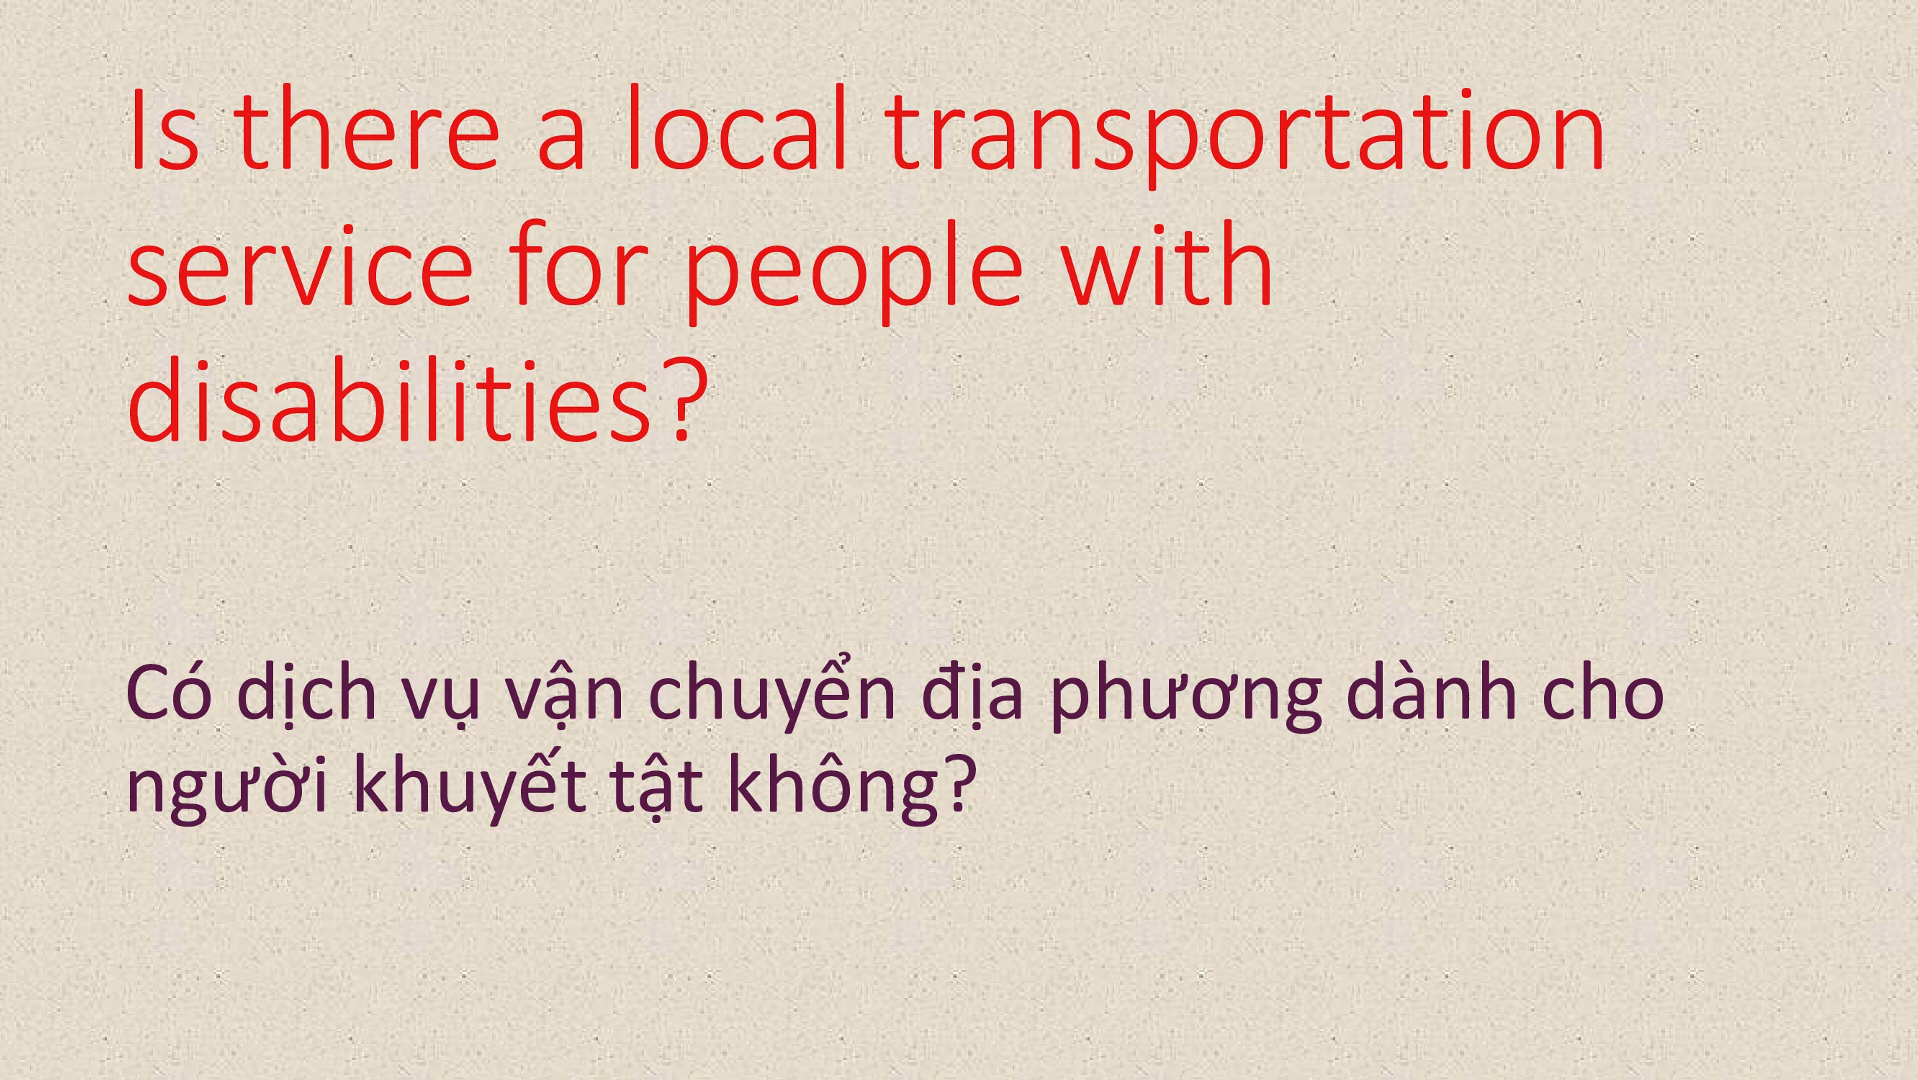 Is there a local transportation
service for people with
disabilities?
Có dịch vụ vận chuyển địa phương dành cho
người khuyết tật không?